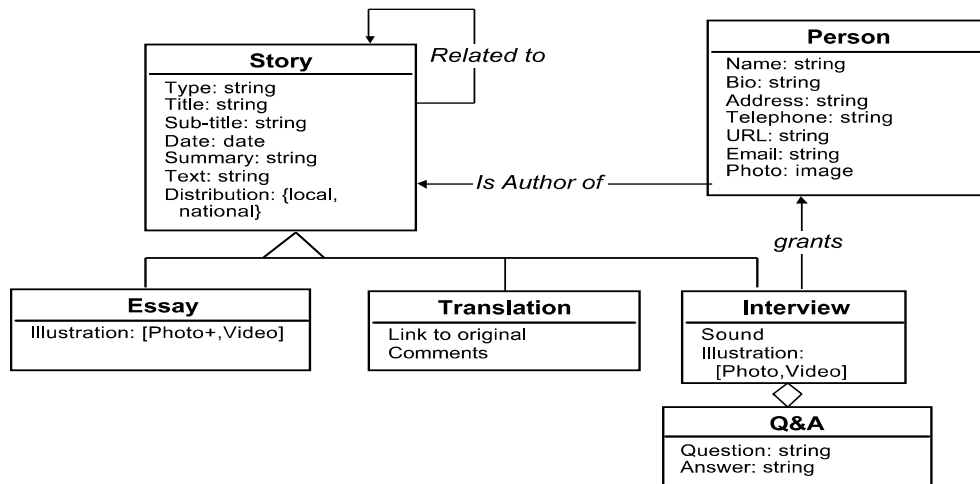 Related to
Story
Type: string
Title: string
Sub-title: string
Date: date
Summary: string
Text: string
Distribution: {local,
national}
Person
Name: string
Bio: string
Address: string
Telephone: string
URL: string
Email: string
Photo: image
Is Author of
grants
Essay
Illustration: [Photo+,Video]
Translation
Link to original
Comments
Interview
Sound
Illustration:
[Photo,Video]
Q&A
Question: string
Answer: string